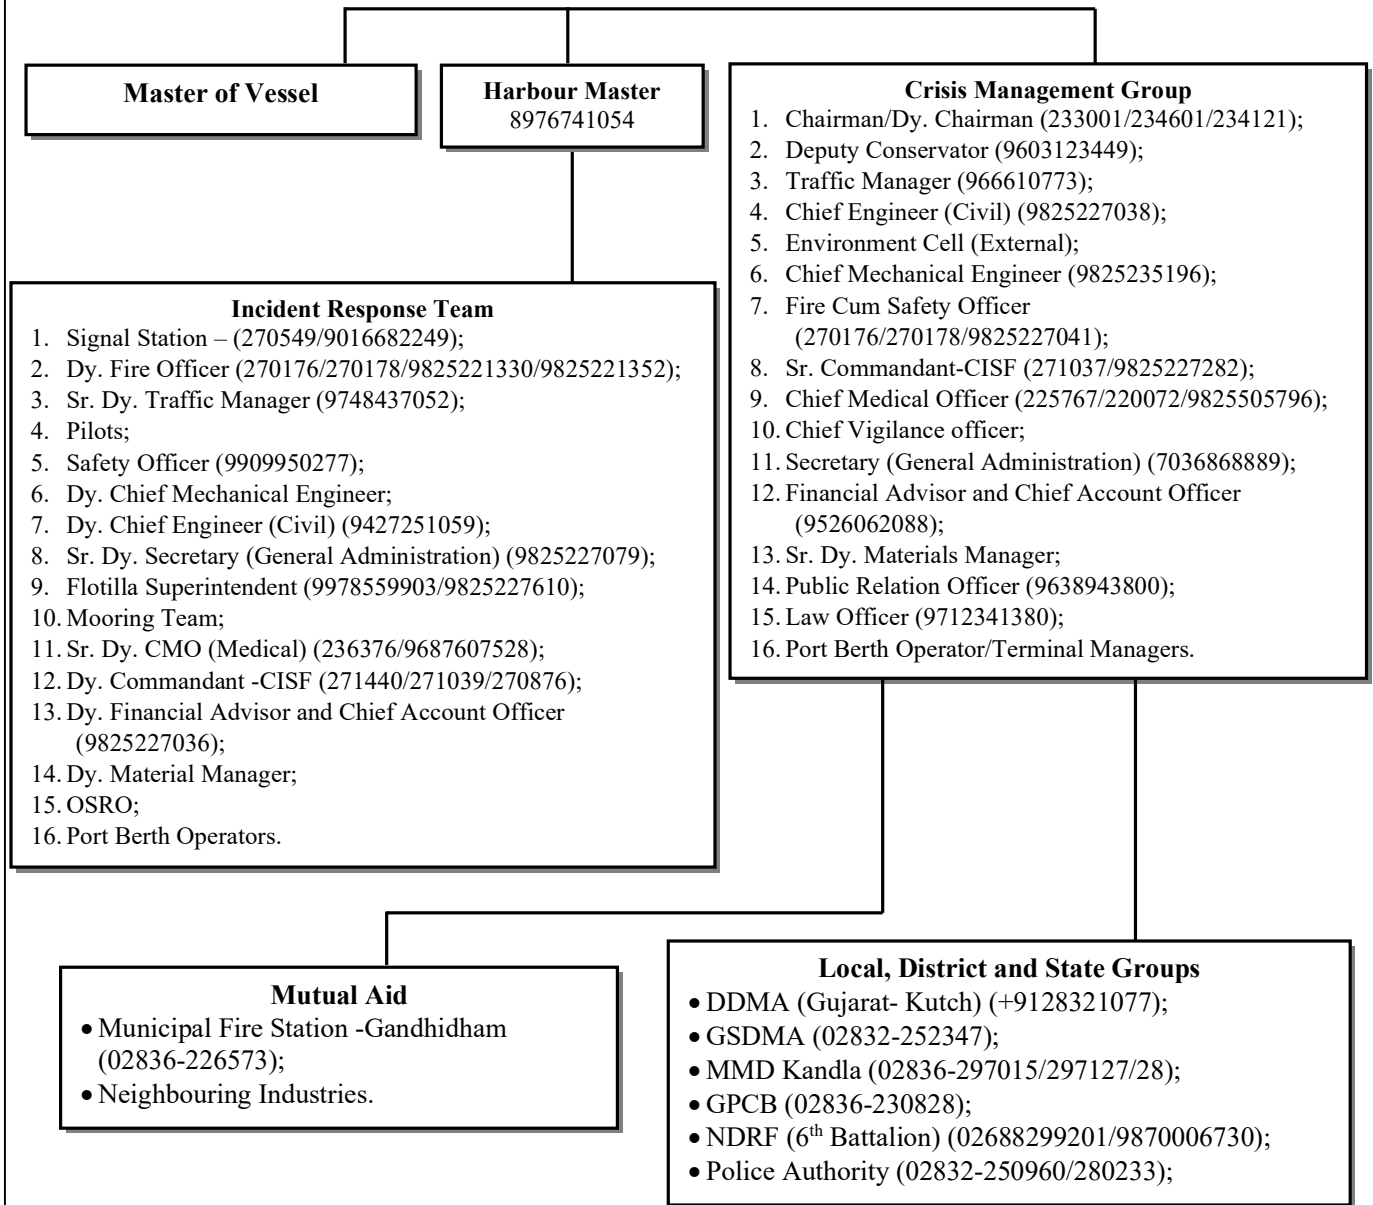 Master of Vessel
Harbour Master
8976741054
Crisis Management Group
1. Chairman/Dy. Chairman (233001/234601/234121);
2. Deputy Conservator (9603123449);
3. Traffic Manager (966610773);
4. Chief Engineer (Civil) (9825227038);
5. Environment Cell (External);
6. Chief Mechanical Engineer (9825235196);
7. Fire Cum Safety Officer
(270176/270178/9825227041);
8. Sr. Commandant-CISF (271037/9825227282);
9. Chief Medical Officer (225767/220072/9825505796);
10. Chief Vigilance officer;
11. Secretary (General Administration) (7036868889);
12. Financial Advisor and Chief Account Officer
(9526062088);
13. Sr. Dy. Materials Manager;
14. Public Relation Officer (9638943800);
15. Law Officer (9712341380);
16. Port Berth Operator/Terminal Managers.
Incident Response Team
1. Signal Station – (270549/9016682249);
2. Dy. Fire Officer (270176/270178/9825221330/9825221352);
3. Sr. Dy. Traffic Manager (9748437052);
4. Pilots;
5. Safety Officer (9909950277);
6. Dy. Chief Mechanical Engineer;
7. Dy. Chief Engineer (Civil) (9427251059);
8. Sr. Dy. Secretary (General Administration) (9825227079);
9. Flotilla Superintendent (9978559903/9825227610);
10. Mooring Team;
11. Sr. Dy. CMO (Medical) (236376/9687607528);
12. Dy. Commandant -CISF (271440/271039/270876);
13. Dy. Financial Advisor and Chief Account Officer
(9825227036);
14. Dy. Material Manager;
15. OSRO;
16. Port Berth Operators.
Mutual Aid
• Municipal Fire Station -Gandhidham
(02836-226573);
• Neighbouring Industries.
Local, District and State Groups
• DDMA (Gujarat- Kutch) (+9128321077);
• GSDMA (02832-252347);
• MMD Kandla (02836-297015/297127/28);
• GPCB (02836-230828);
• NDRF (6th Battalion) (02688299201/9870006730);
• Police Authority (02832-250960/280233);